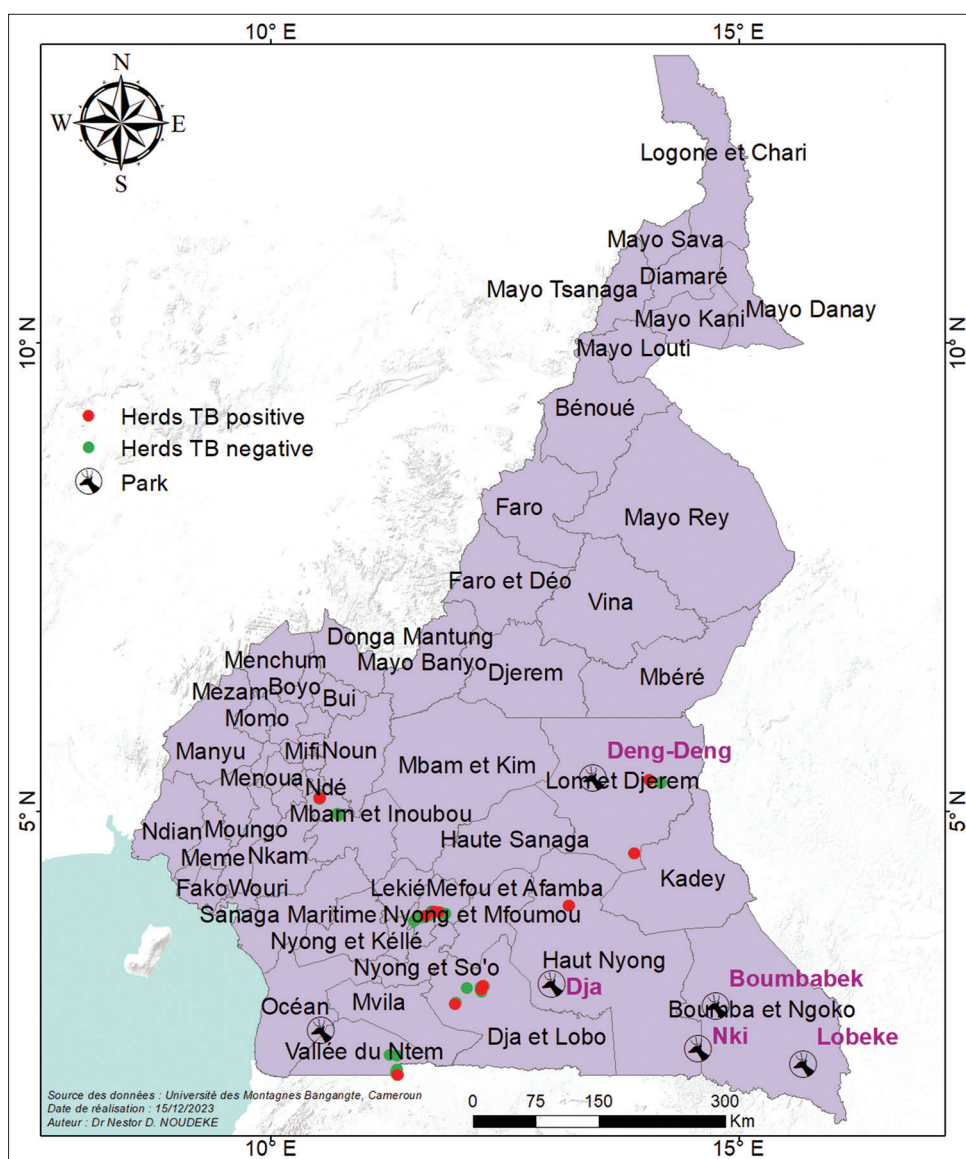 10° E 15° E
N
W E
S
Logone et Chari
Mayo Sava
Diamaré
Mayo Tsanaga
Mayo Danay
Mayo Kani
10° N 10° N
Mayo Louti
Herds TB positive
Herds TB negative
Park
Bénoué
Faro
Mayo Rey
Faro et Déo
Vina
Donga Mantung
Menchum
Mayo Banyo
Djerem
Mbéré
Mezam
Boyo
Bui
Momo
Manyu
Mifi
Noun
Deng-Deng
Mbam et Kim
Menoua
Lom et Djerem
Ndé
Mbam et Inoubou
5° N 5° N
Ndian
Moungo
Haute Sanaga
Meme
Nkam
Kadey
Fako
Wouri
Lekié
Mefou et Afamba
Sanaga Maritime
Nyong et Mfoumou
Nyong et Kéllé
Nyong et So'o
Haut Nyong
Dja
Boumbabek
Océan
Mvila
Boumba et Ngoko
Dja et Lobo
Nki
Lobeke
Vallée du Ntem
Source des données : Université des Montagnes Bangangte, Cameroun
Date de réalisation : 15/12/2023
Auteur : Dr Nestor D. NOUDEKE
0 75 150 300
Km
10° E 15° E